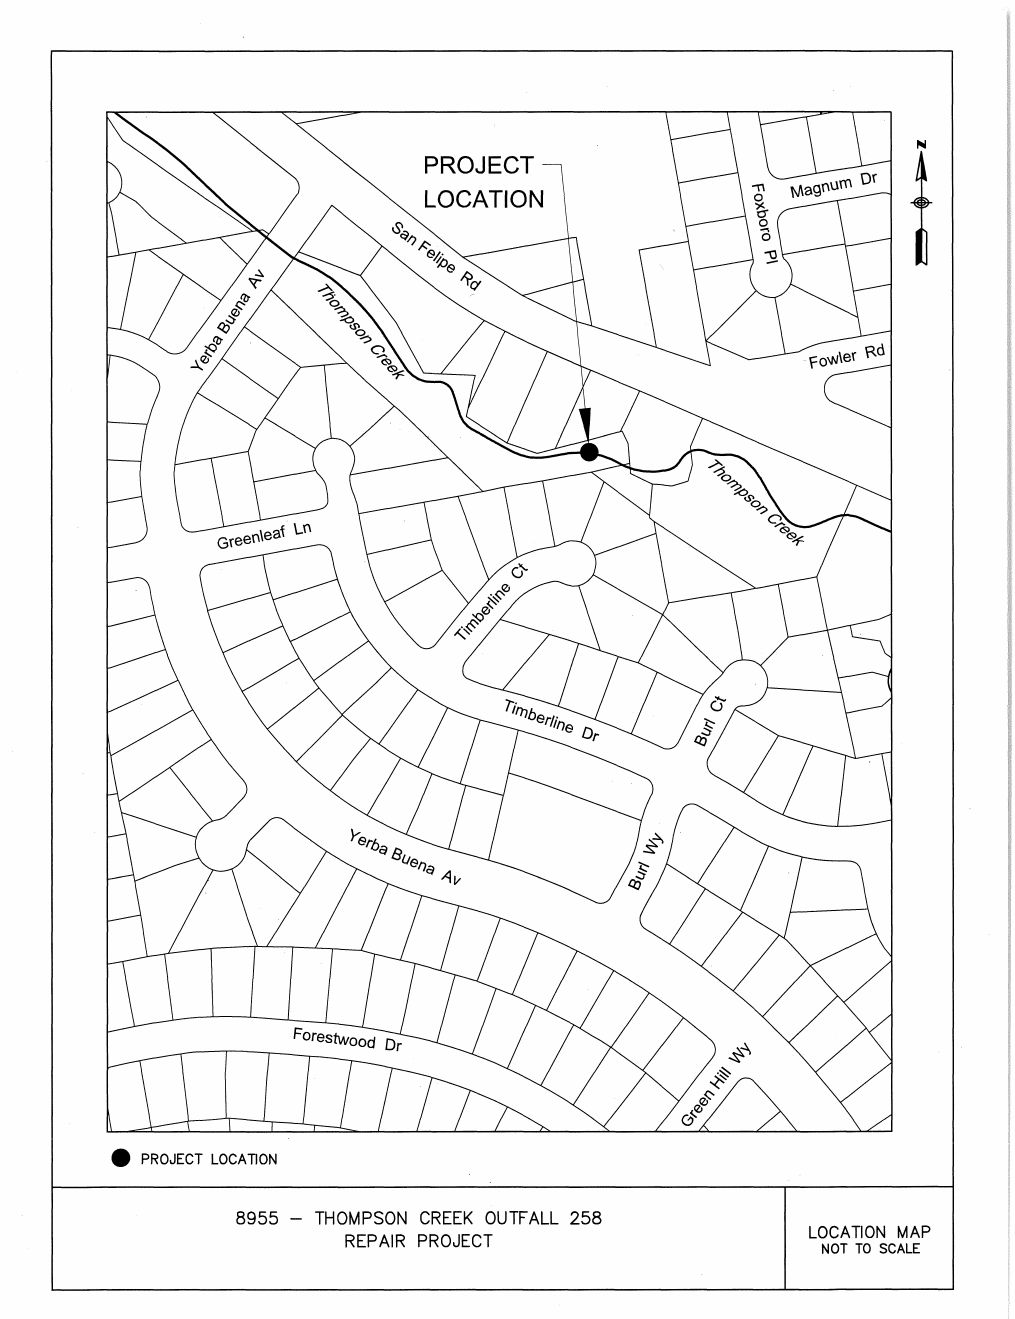 N
PROJECT
LOCATION
Magnum Dr
Foxboro Pl
San Felipe Rd
Yerba Buena Av
Thompson Creek
Fowler Rd
Thompson Creek
Greenleaf Ln
Timberline Ct
Timberline Dr
Burl Ct
Yerba Buena Av
Burl Wy
Forestwood Dr
Green Hill Wy
PROJECT LOCATION
8955 – THOMPSON CREEK OUTFALL 258
REPAIR PROJECT
LOCATION MAP
NOT TO SCALE